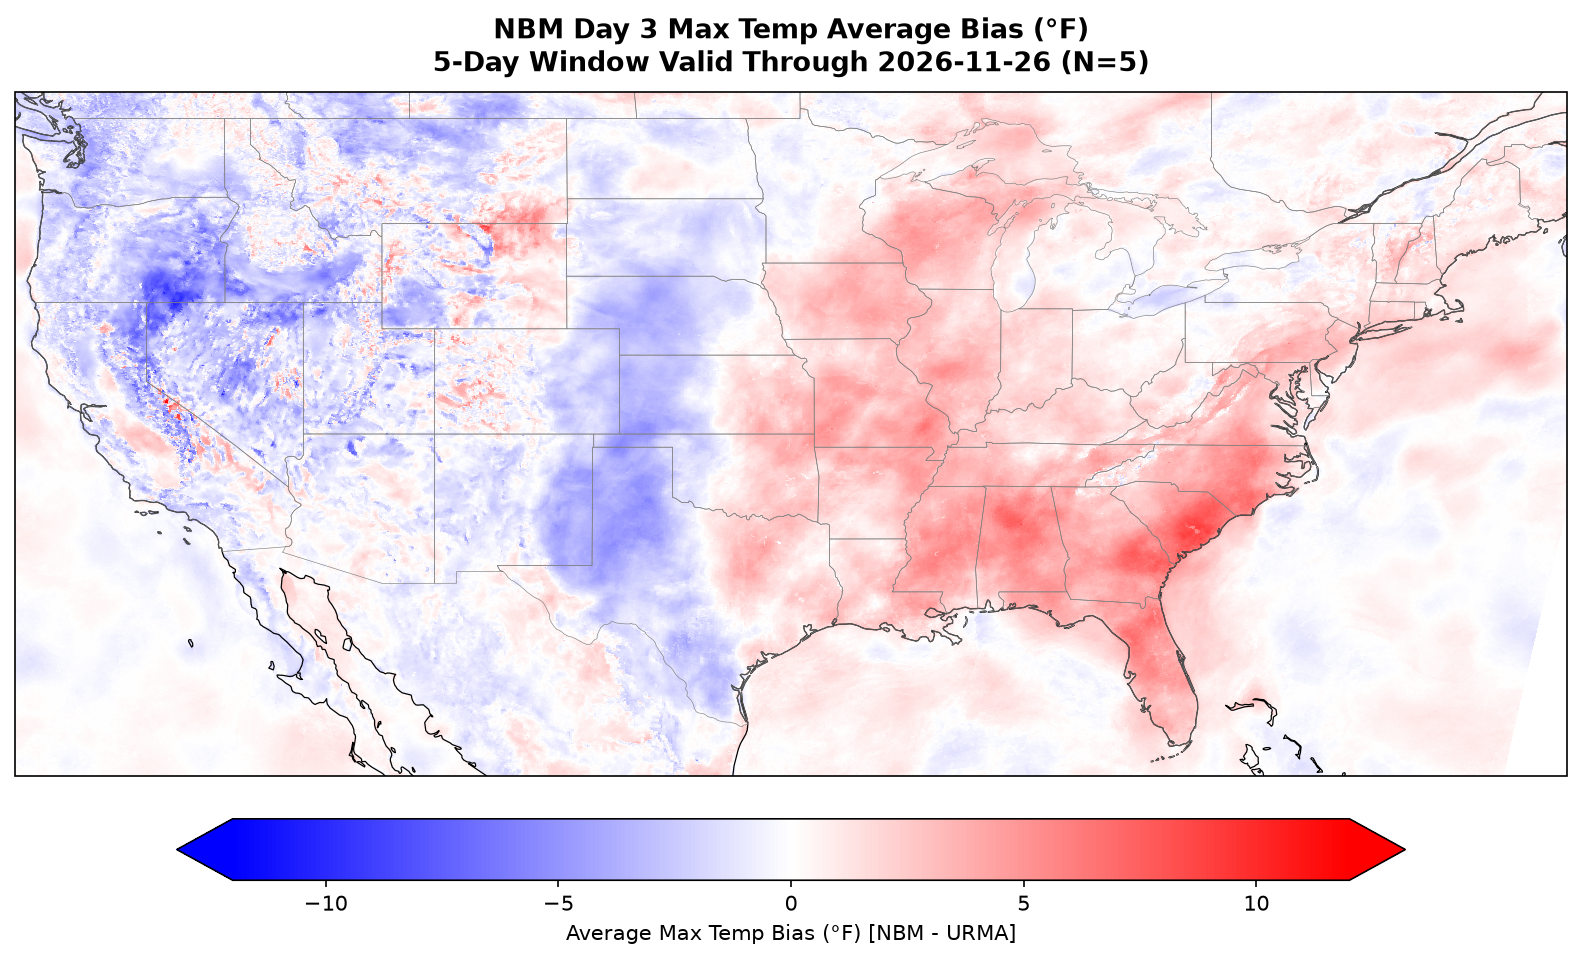 NBM Day 3 Max Temp Average Bias (°F)
5-Day Window Valid Through 2026-11-26 (N=5)
−10 −5 0 5 10
Average Max Temp Bias (°F) [NBM - URMA]